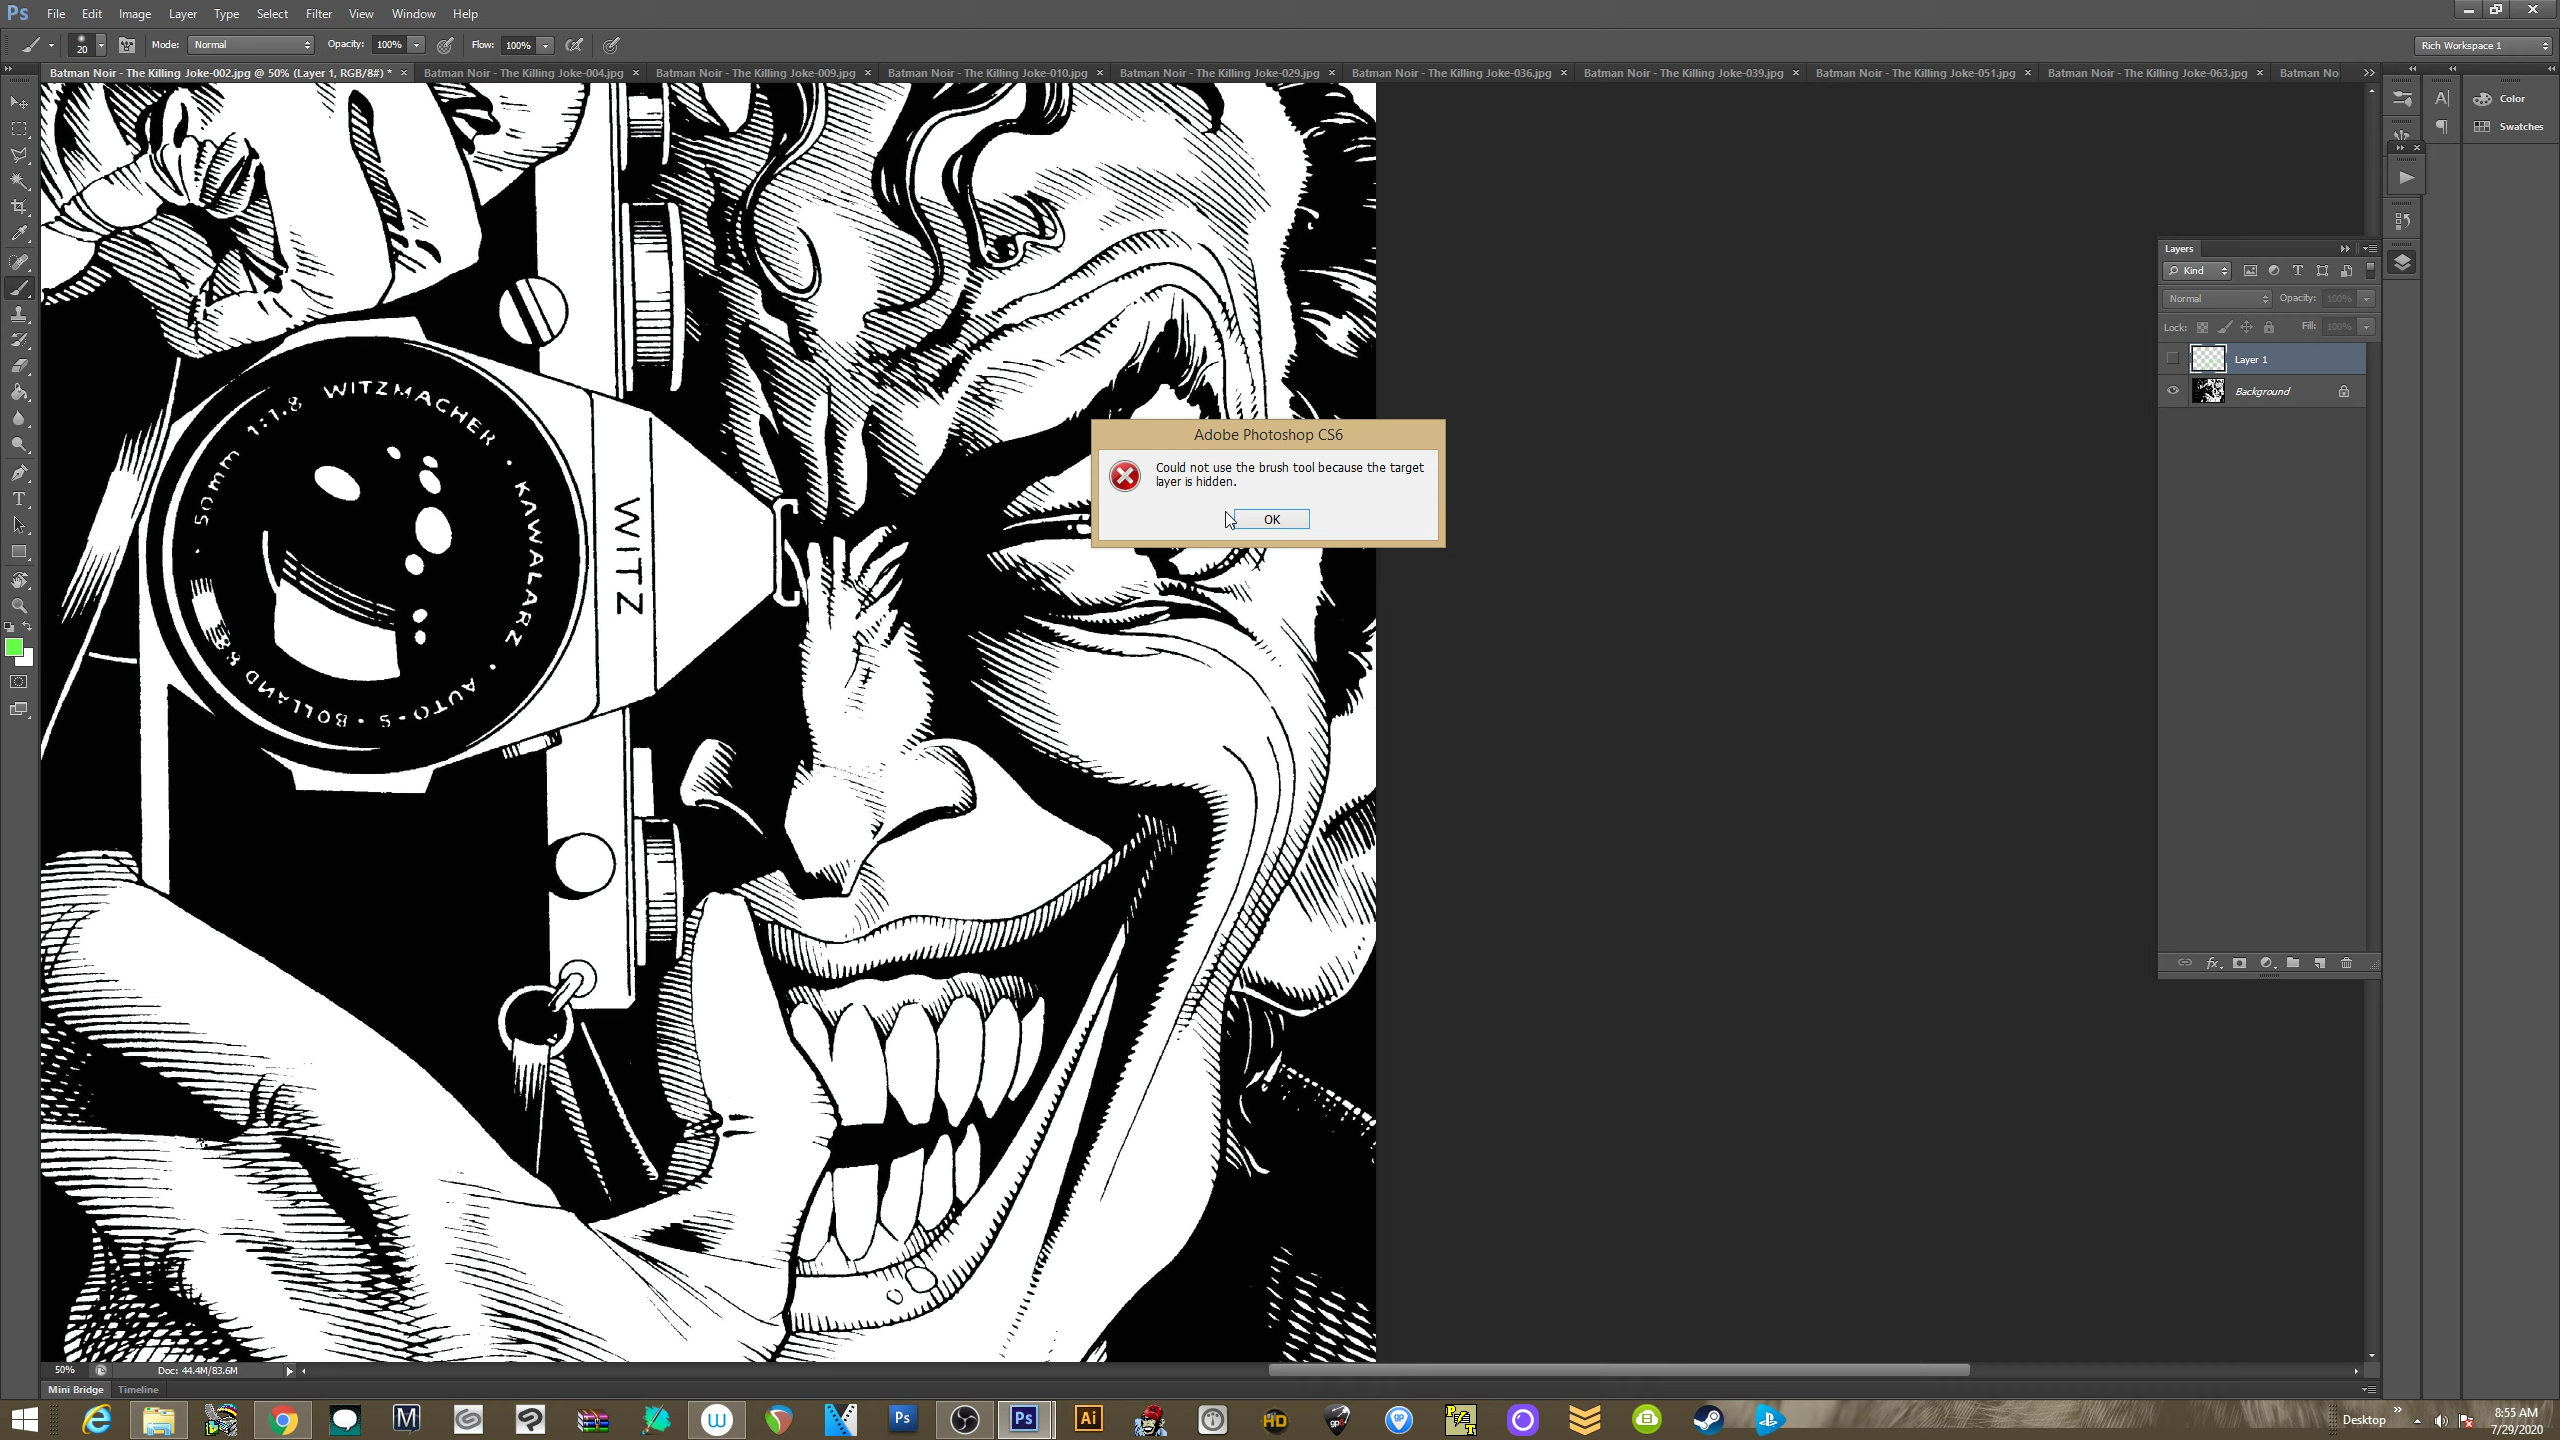 Ps File Edit Image Layer Type Select Filter View Window Help
20 Mode: Normal Opacity: 100% Flow: 100% Rich Workspace 1
Batman Noir - The Killing Joke-002.jpg @ 50% (Layer 1, RGB/8#) * Batman Noir - The Killing Joke-004.jpg Batman Noir - The Killing Joke-009.jpg Batman Noir - The Killing Joke-010.jpg Batman Noir - The Killing Joke-029.jpg Batman Noir - The Killing Joke-036.jpg Batman Noir - The Killing Joke-039.jpg Batman Noir - The Killing Joke-051.jpg Batman Noir - The Killing Joke-063.jpg Batman No
Color
Swatches
Layers
Kind
Normal Opacity: 100%
Lock: Fill: 100%
Layer 1
Background
Adobe Photoshop CS6
Could not use the brush tool because the target
layer is hidden.
OK
50mm 1:1.8 WITZMACHER · KAWALARZ · AUTO-S · BOLLAND 88 ·
WITZ
50% Doc: 44.4M/83.6M
Mini Bridge Timeline
Desktop
8:55 AM
7/29/2020